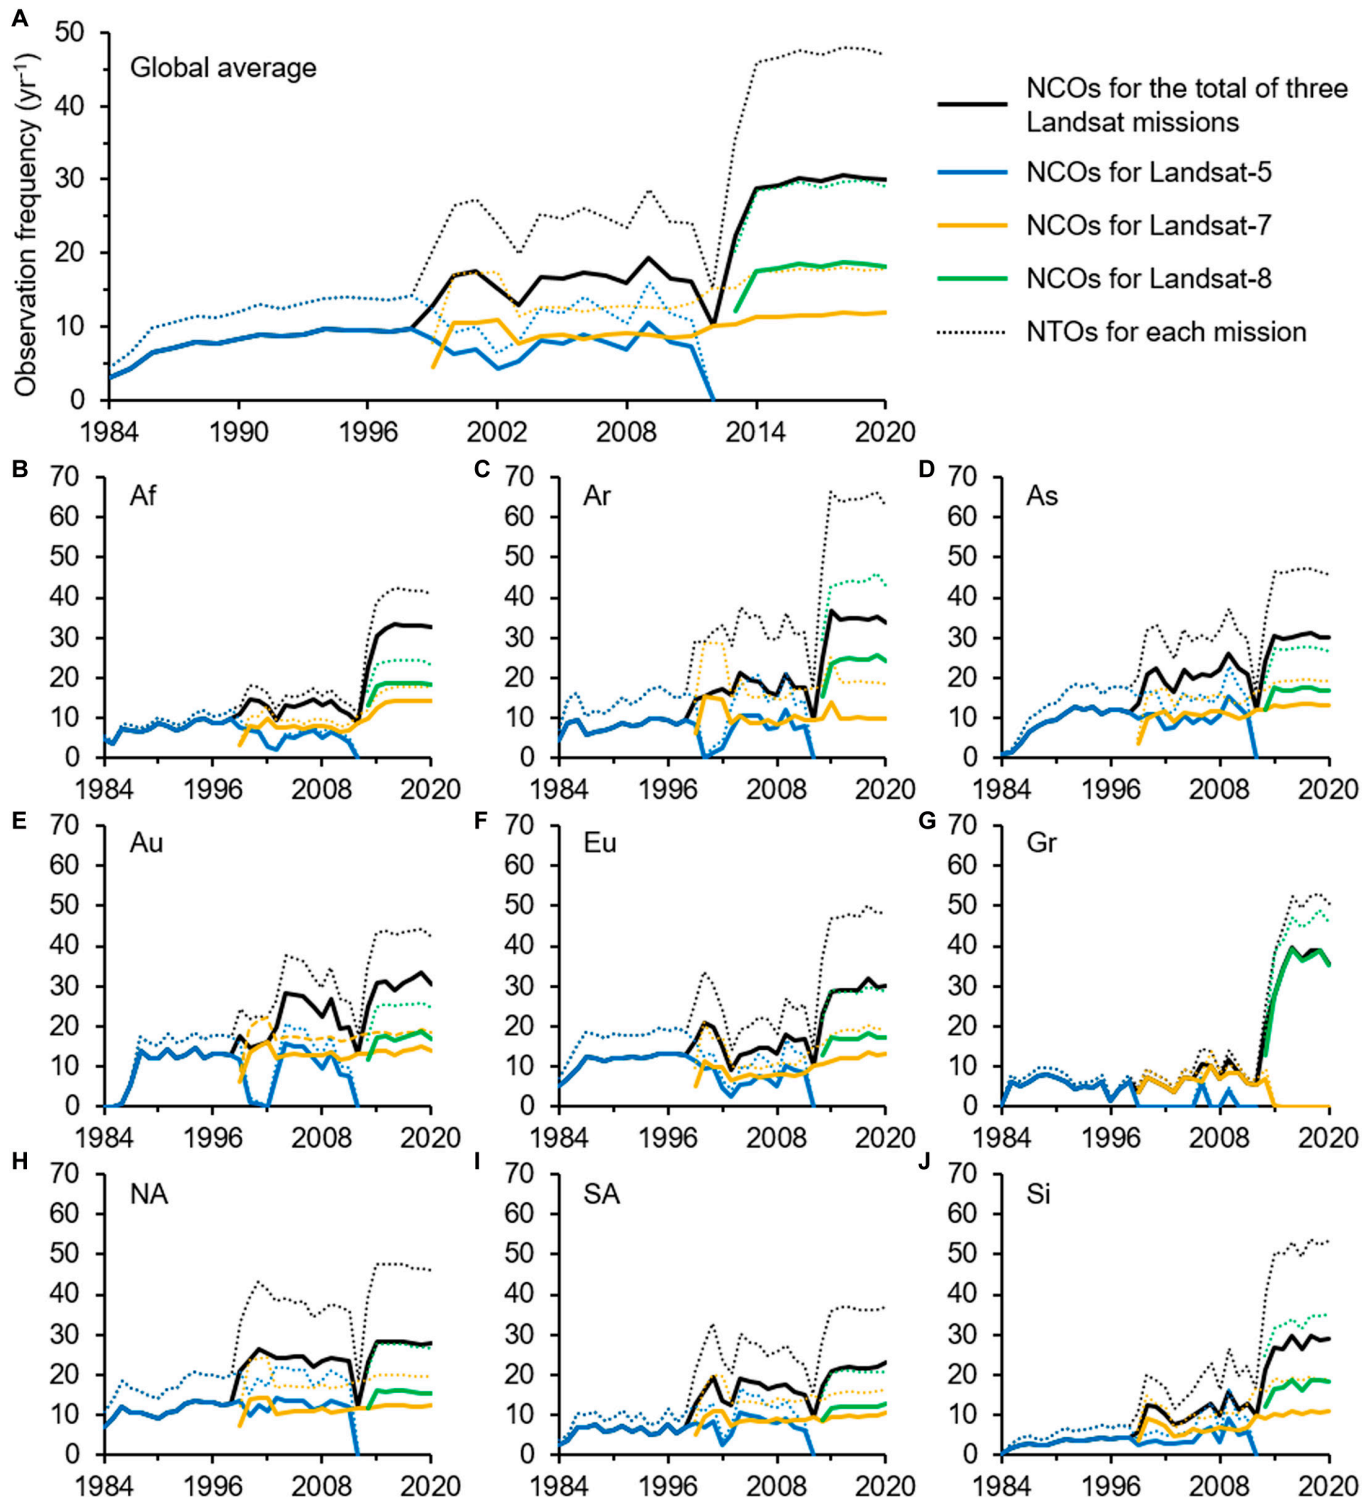 A
Observation frequency (yr⁻¹)
50
40
30
20
10
0
Global average
1984 1990 1996 2002 2008 2014 2020
NCOs for the total of three
Landsat missions
NCOs for Landsat-5
NCOs for Landsat-7
NCOs for Landsat-8
NTOs for each mission
B
Af
70
60
50
40
30
20
10
0
1984 1996 2008 2020
C
Ar
70
60
50
40
30
20
10
0
1984 1996 2008 2020
D
As
70
60
50
40
30
20
10
0
1984 1996 2008 2020
E
Au
70
60
50
40
30
20
10
0
1984 1996 2008 2020
F
Eu
70
60
50
40
30
20
10
0
1984 1996 2008 2020
G
Gr
70
60
50
40
30
20
10
0
1984 1996 2008 2020
H
NA
70
60
50
40
30
20
10
0
1984 1996 2008 2020
I
SA
70
60
50
40
30
20
10
0
1984 1996 2008 2020
J
Si
70
60
50
40
30
20
10
0
1984 1996 2008 2020